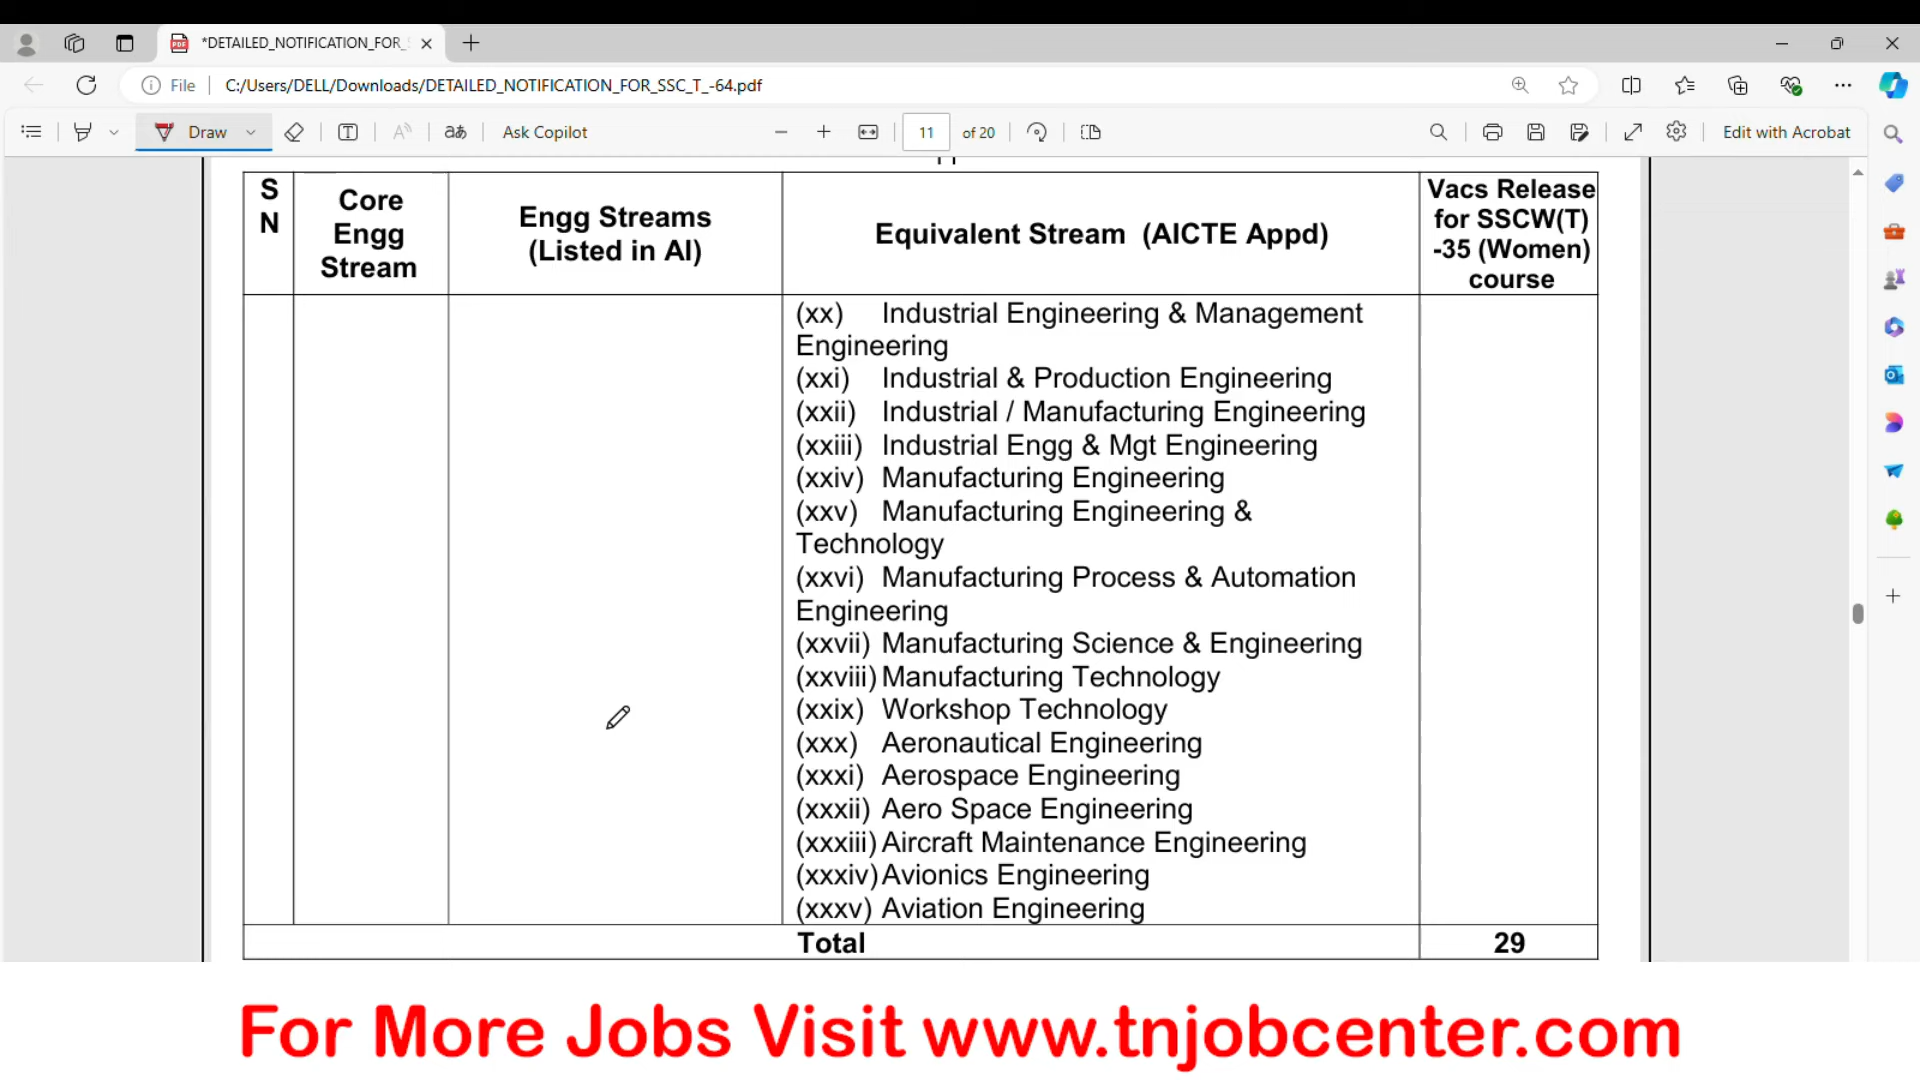 *DETAILED_NOTIFICATION_FOR_
File
C:/Users/DELL/Downloads/DETAILED_NOTIFICATION_FOR_SSC_T_-64.pdf
Draw
T
aあ
Ask Copilot
11 of 20
Edit with Acrobat
S
N
Core
Engg
Stream
Engg Streams
(Listed in AI)
Equivalent Stream (AICTE Appd)
Vacs Release
for SSCW(T)
-35 (Women)
course
(xx) Industrial Engineering & Management
Engineering
(xxi) Industrial & Production Engineering
(xxii) Industrial / Manufacturing Engineering
(xxiii) Industrial Engg & Mgt Engineering
(xxiv) Manufacturing Engineering
(xxv) Manufacturing Engineering &
Technology
(xxvi) Manufacturing Process & Automation
Engineering
(xxvii) Manufacturing Science & Engineering
(xxviii) Manufacturing Technology
(xxix) Workshop Technology
(xxx) Aeronautical Engineering
(xxxi) Aerospace Engineering
(xxxii) Aero Space Engineering
(xxxiii) Aircraft Maintenance Engineering
(xxxiv) Avionics Engineering
(xxxv) Aviation Engineering
Total 29
For More Jobs Visit www.tnjobcenter.com